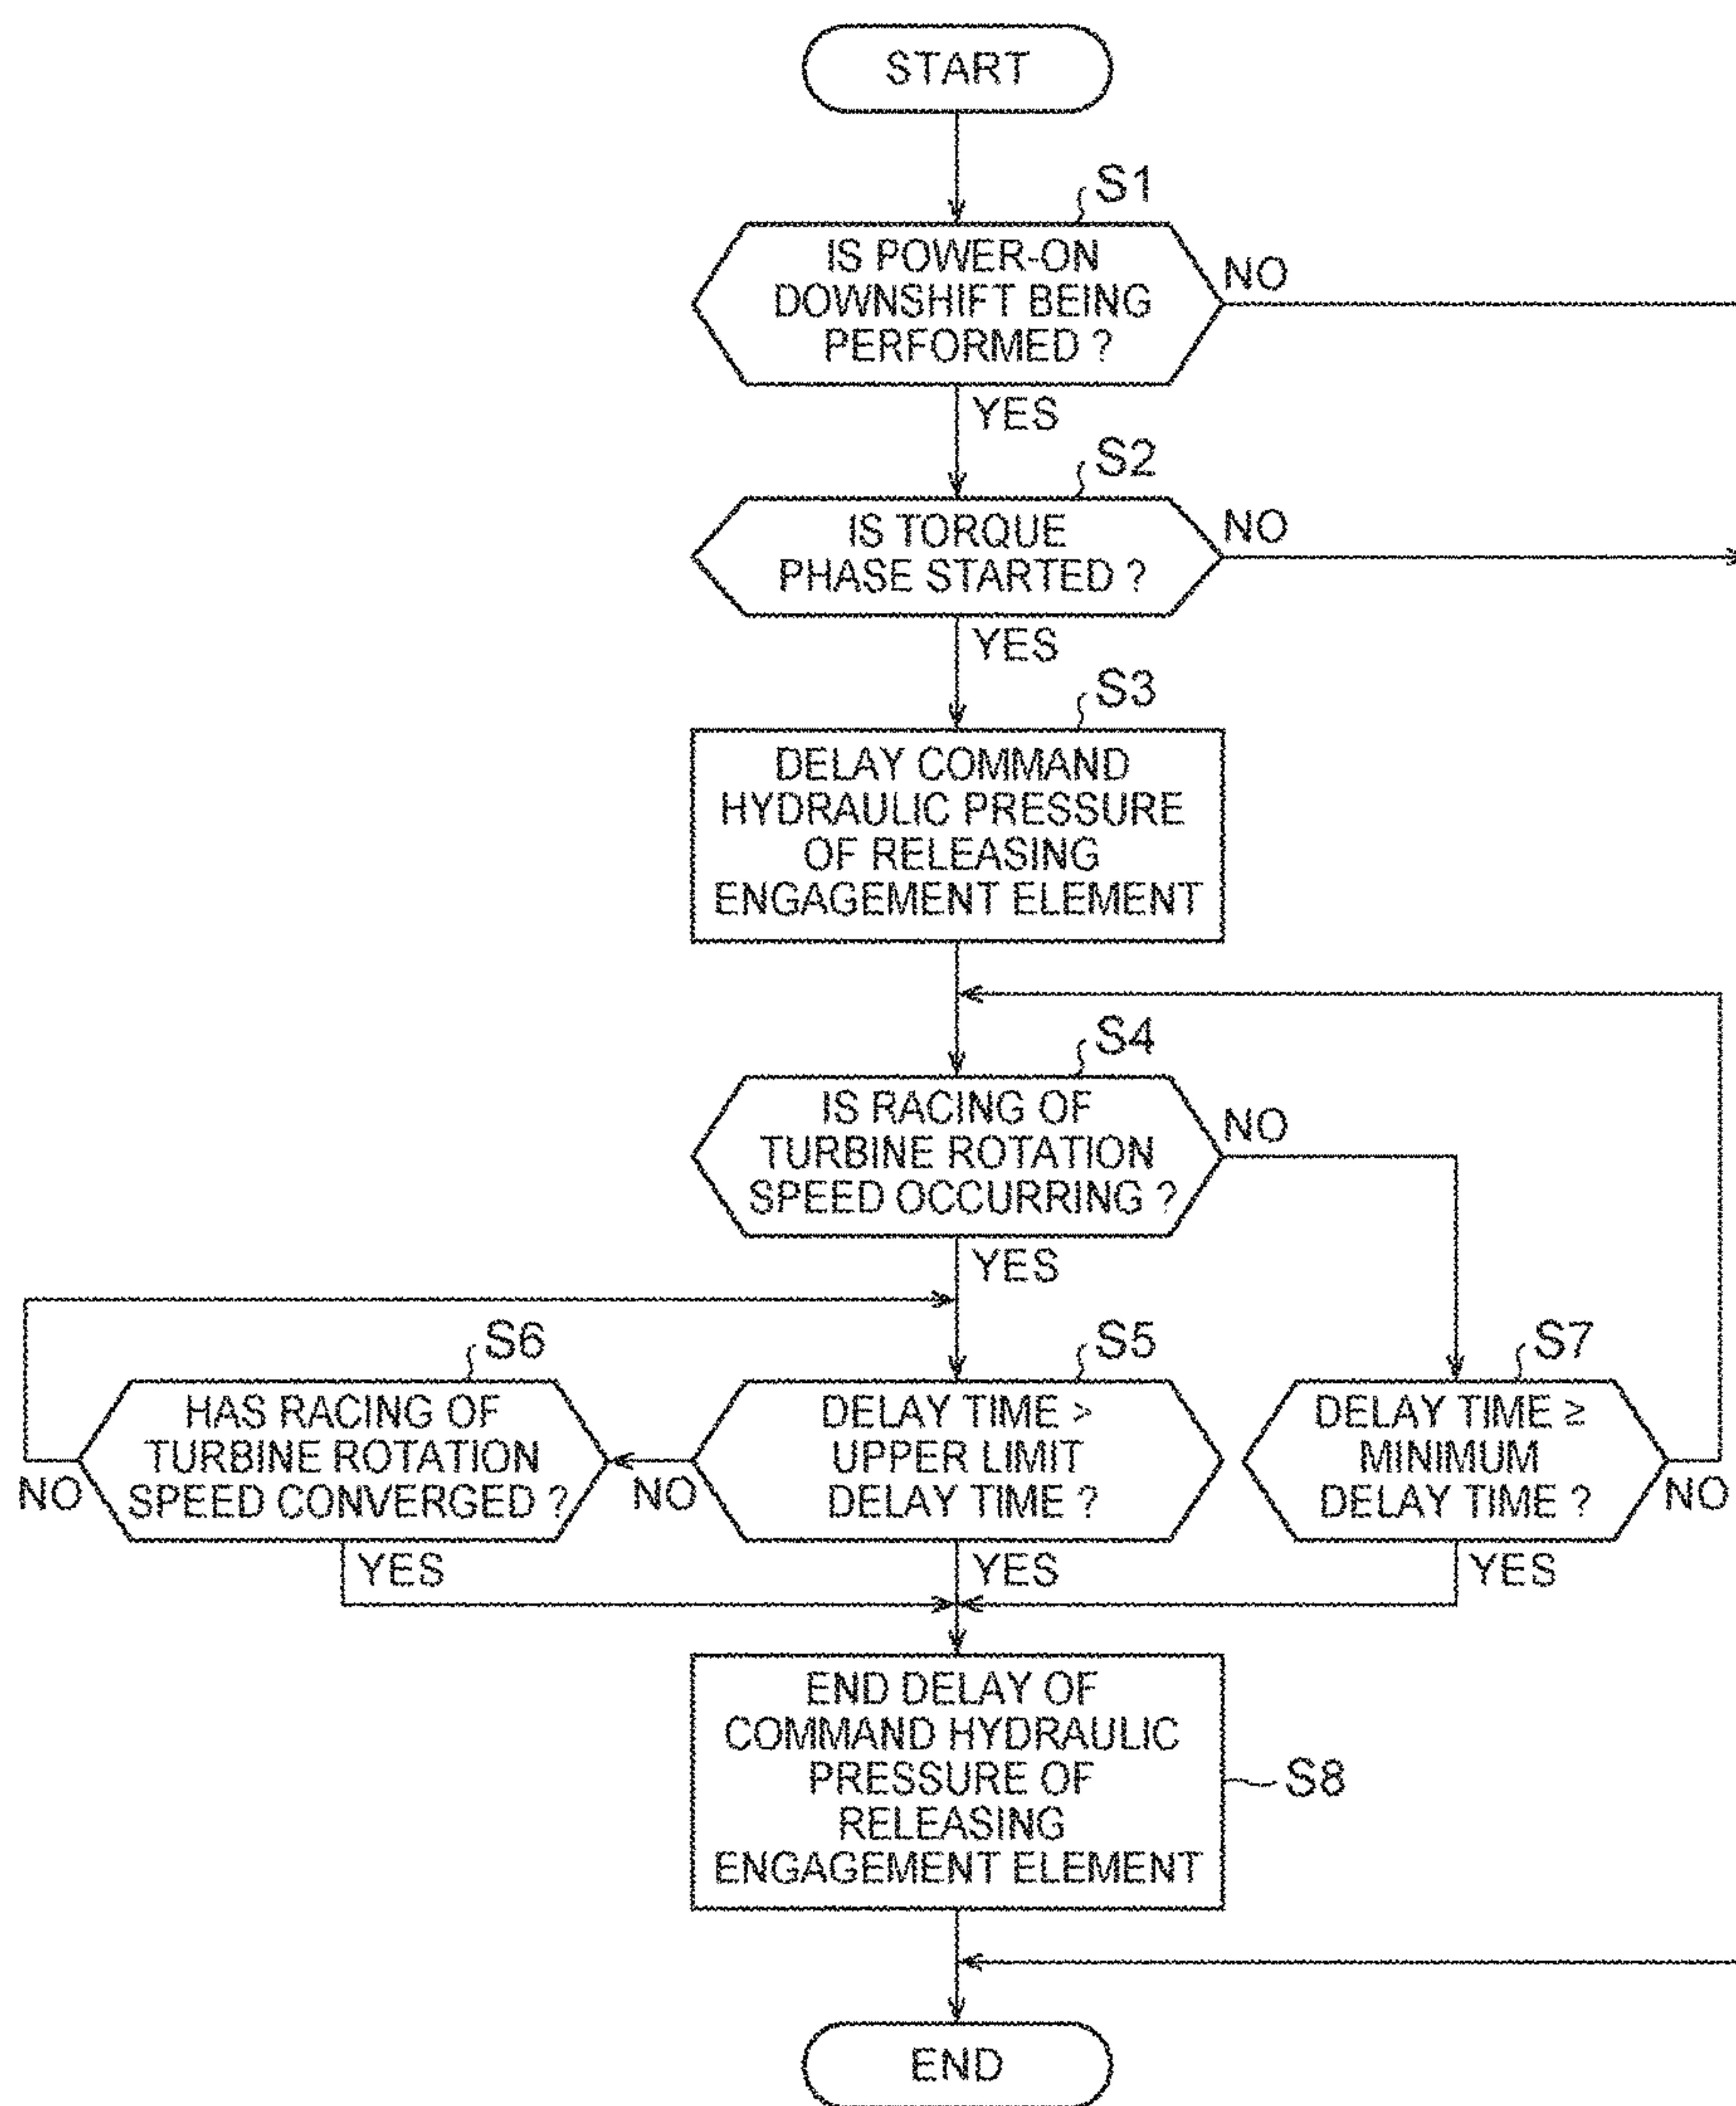 START
S1
IS POWER-ON
DOWNSHIFT BEING
PERFORMED ?
NO
YES
S2
IS TORQUE
PHASE STARTED ?
NO
YES
S3
DELAY COMMAND
HYDRAULIC PRESSURE
OF RELEASING
ENGAGEMENT ELEMENT
S4
IS RACING OF
TURBINE ROTATION
SPEED OCCURRING ?
NO
YES
S6
HAS RACING OF
TURBINE ROTATION
SPEED CONVERGED ?
NO
YES
S5
DELAY TIME >
UPPER LIMIT
DELAY TIME ?
NO
YES
S7
DELAY TIME ≥
MINIMUM
DELAY TIME ?
NO
YES
END DELAY OF
COMMAND HYDRAULIC
PRESSURE OF
RELEASING
ENGAGEMENT ELEMENT
S8
END